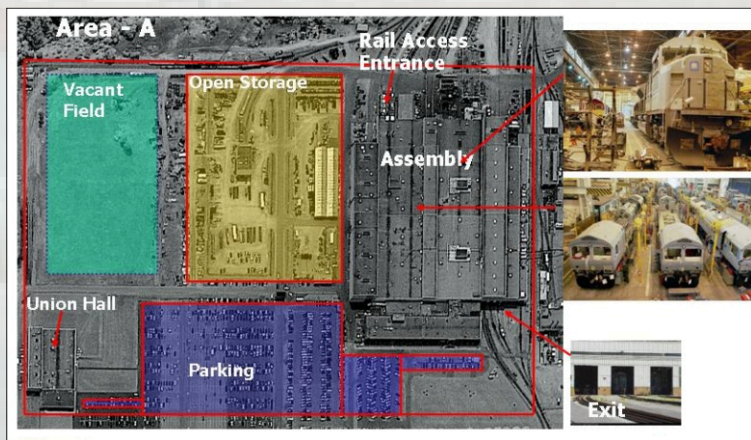 Area - A
Rail Access
Entrance
Vacant
Field
Open Storage
Assembly
Union Hall
Parking
Exit